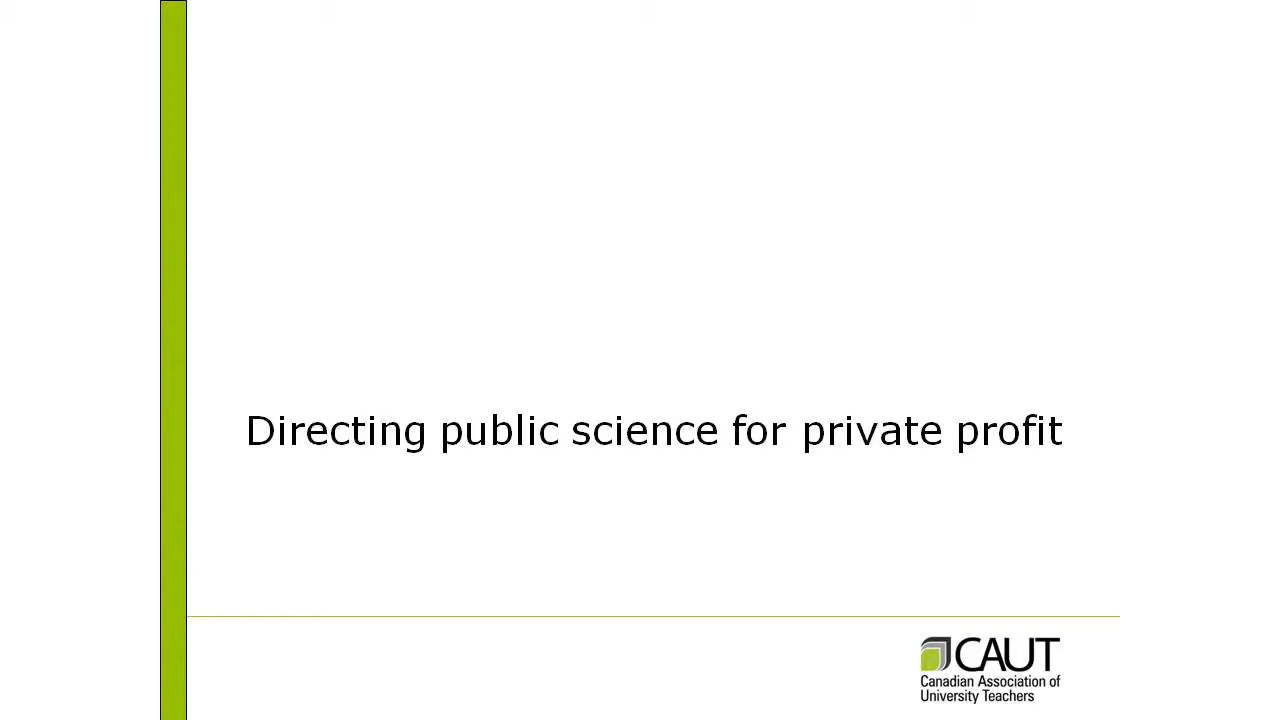 Directing public science for private profit
CAUT
Canadian Association of
University Teachers